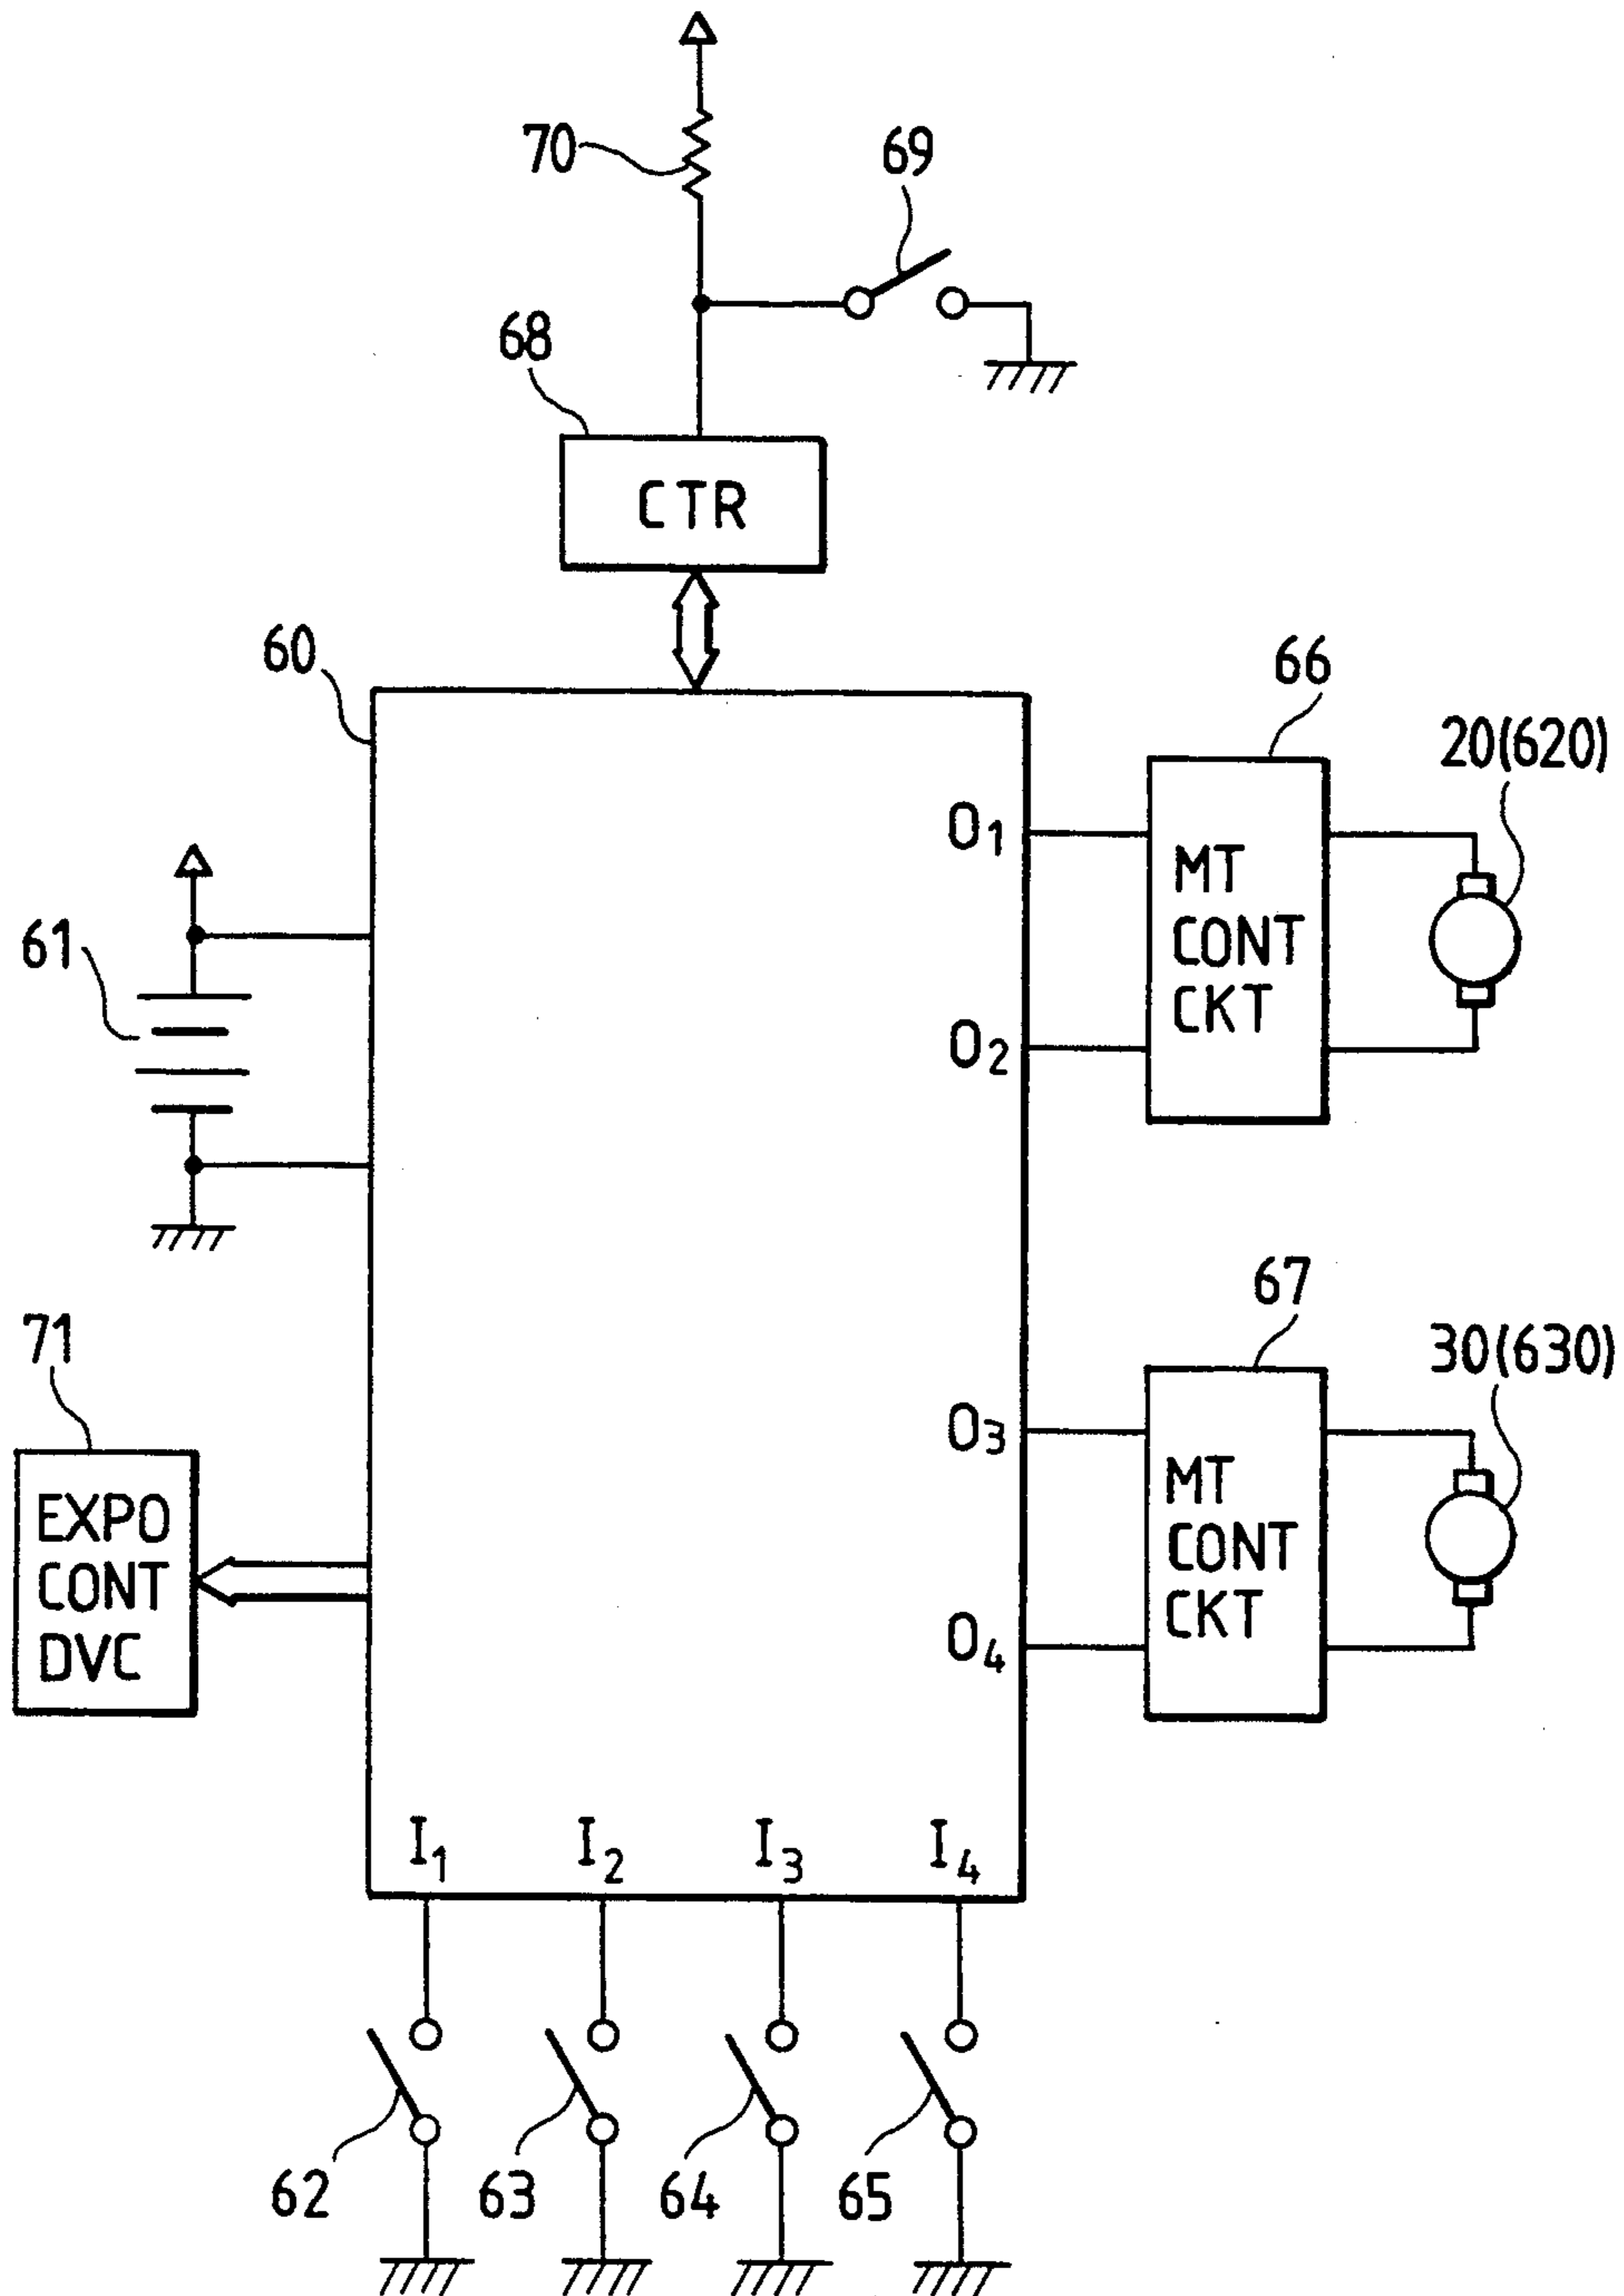 70
69
68
CTR
60
66
20(620)
O1
MT
CONT
CKT
61
O2
67
71
30(630)
O3
EXPO
CONT
DVC
MT
CONT
CKT
O4
I1 I2 I3 I4
62 63 64 65